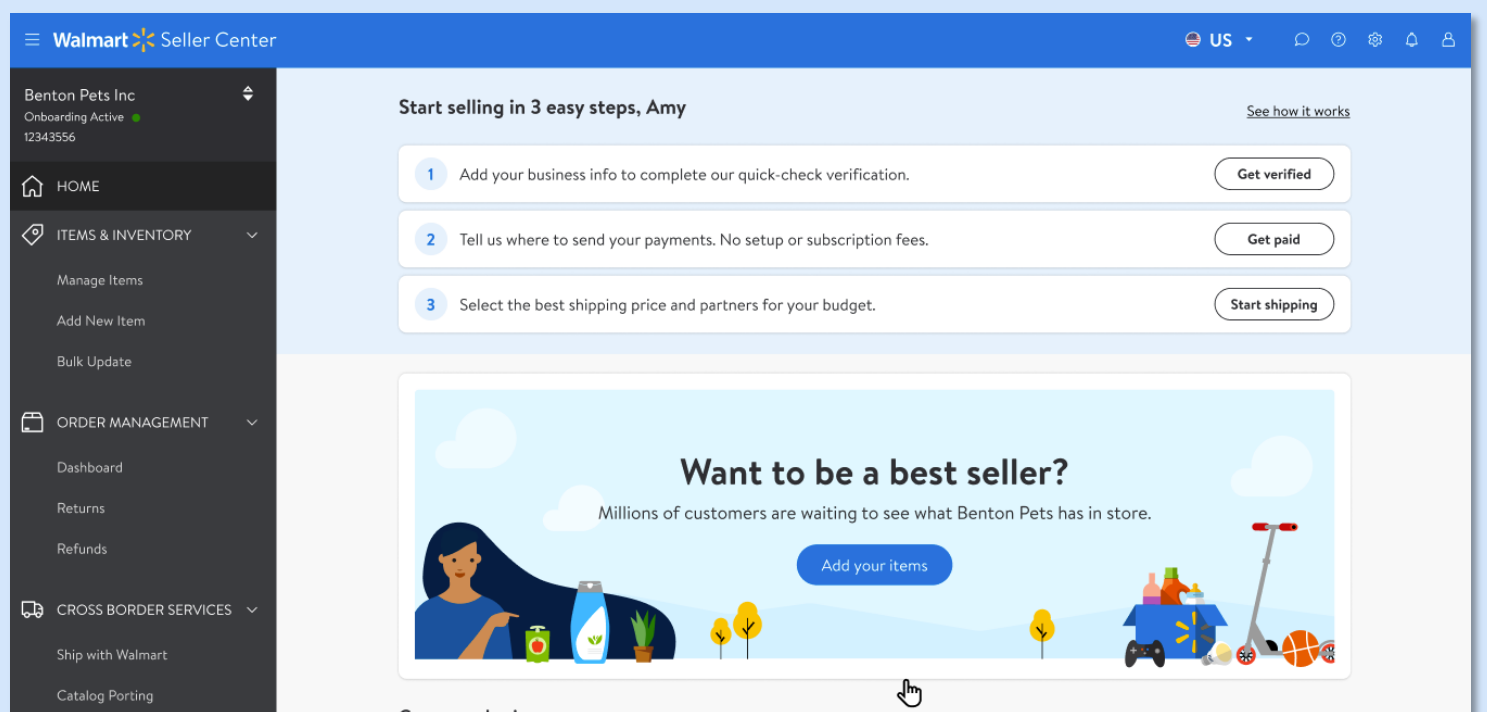 Walmart Seller Center
US
Benton Pets Inc
Onboarding Active
12343556
HOME
ITEMS & INVENTORY
Manage Items
Add New Item
Bulk Update
ORDER MANAGEMENT
Dashboard
Returns
Refunds
CROSS BORDER SERVICES
Ship with Walmart
Catalog Porting
Start selling in 3 easy steps, Amy
See how it works
1 Add your business info to complete our quick-check verification. Get verified
2 Tell us where to send your payments. No setup or subscription fees. Get paid
3 Select the best shipping price and partners for your budget. Start shipping
Want to be a best seller?
Millions of customers are waiting to see what Benton Pets has in store.
Add your items